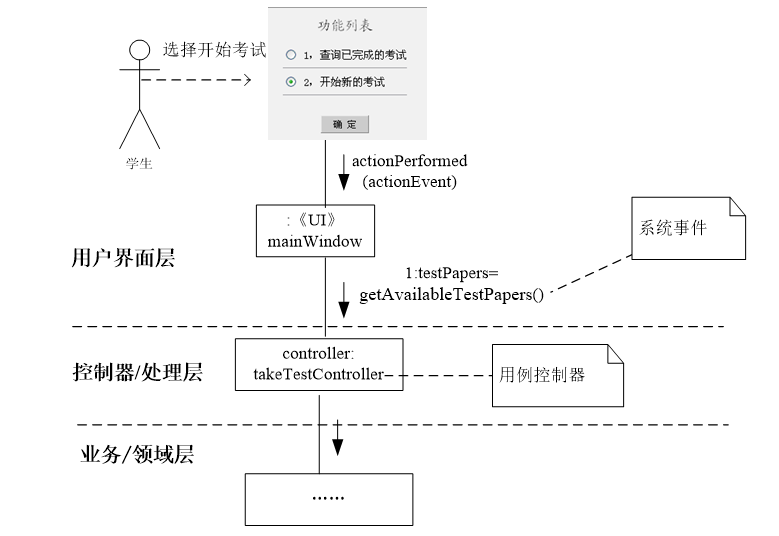 功能列表
选择开始考试
1，查询已完成的考试
2，开始新的考试
确 定
学生
actionPerformed
(actionEvent)
:《UI》
mainWindow
系统事件
用户界面层
1:testPapers=
getAvailableTestPapers()
controller:
takeTestController
控制器/处理层
用例控制器
业务/领域层
……